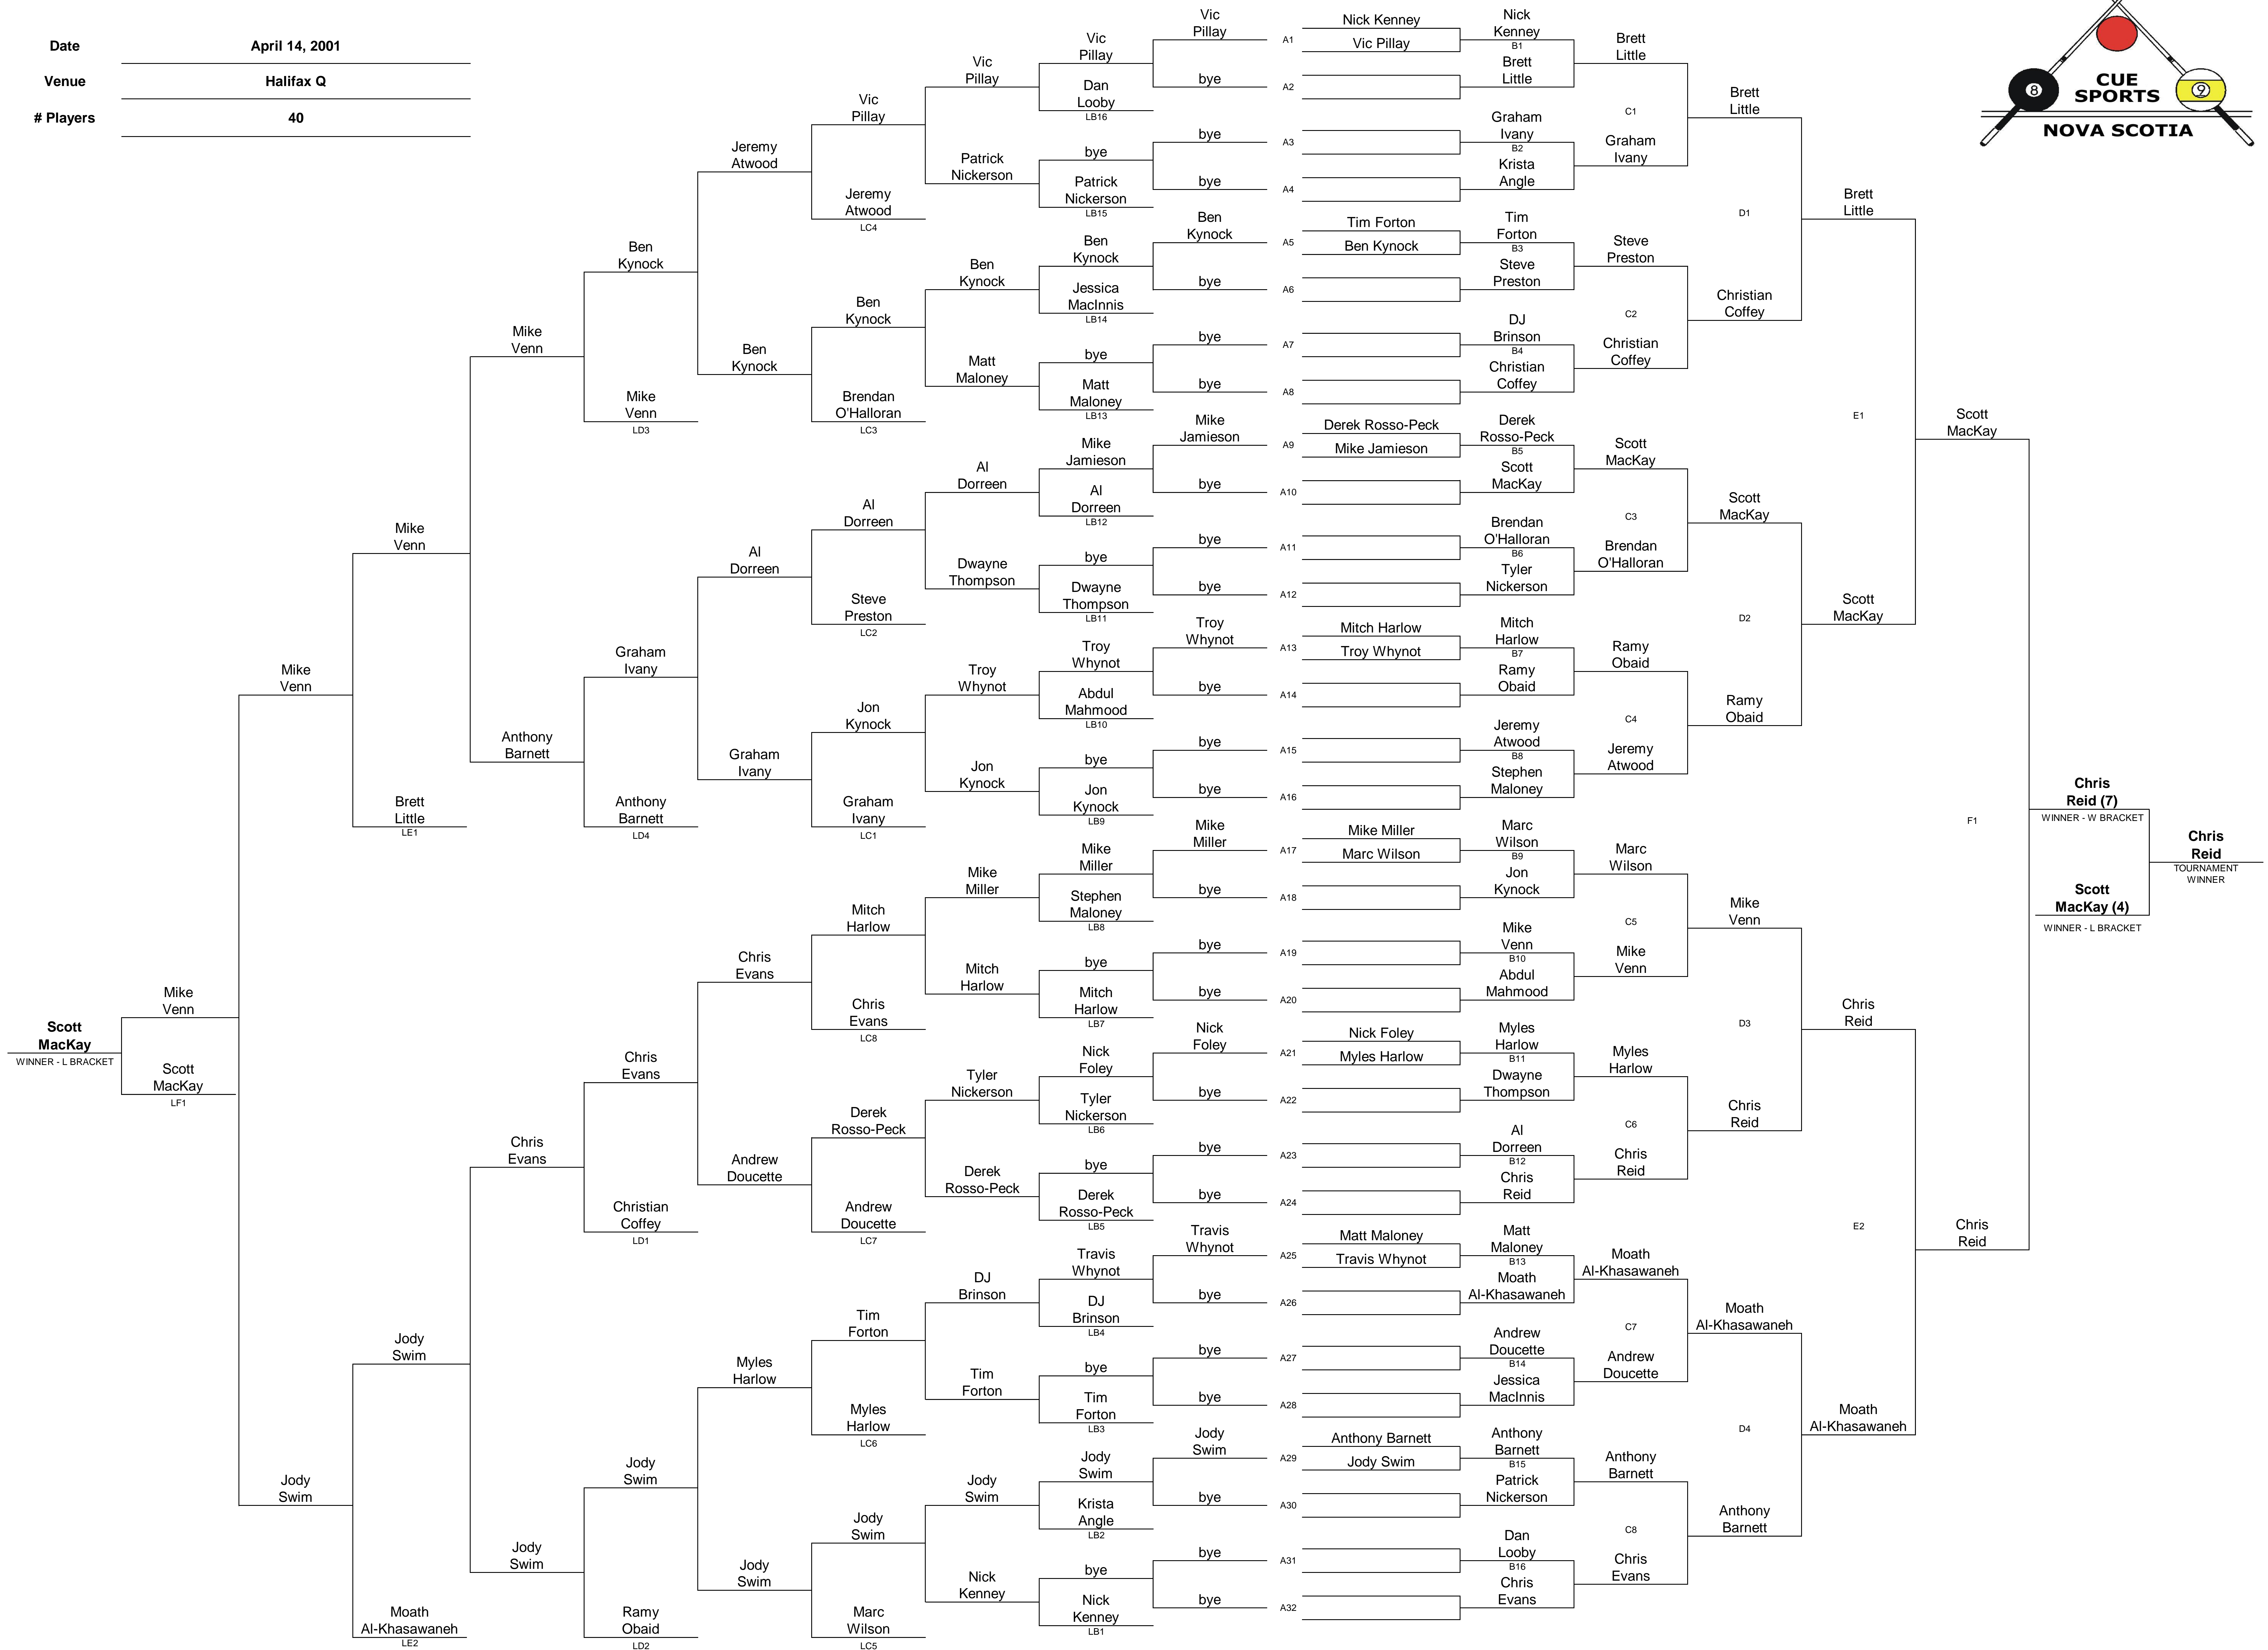 Date
April 14, 2001
Venue
Halifax Q
# Players
40
CUE
SPORTS
NOVA SCOTIA
8
9
Scott
MacKay
WINNER - L BRACKET
Mike
Venn
Scott
MacKay
LF1
Mike
Venn
Jody
Swim
Mike
Venn
Brett
Little
LE1
Jody
Swim
Moath
Al-Khasawaneh
LE2
Mike
Venn
Anthony
Barnett
Chris
Evans
Jody
Swim
Ben
Kynock
Mike
Venn
LD3
Graham
Ivany
Anthony
Barnett
LD4
Chris
Evans
Christian
Coffey
LD1
Jody
Swim
Ramy
Obaid
LD2
Jeremy
Atwood
Ben
Kynock
Al
Dorreen
Graham
Ivany
Chris
Evans
Andrew
Doucette
Myles
Harlow
Jody
Swim
Vic
Pillay
Jeremy
Atwood
LC4
Ben
Kynock
Brendan
O'Halloran
LC3
Al
Dorreen
Steve
Preston
LC2
Jon
Kynock
Graham
Ivany
LC1
Mitch
Harlow
Chris
Evans
LC8
Derek
Rosso-Peck
Andrew
Doucette
LC7
Tim
Forton
Myles
Harlow
LC6
Jody
Swim
Marc
Wilson
LC5
Vic
Pillay
Patrick
Nickerson
Ben
Kynock
Matt
Maloney
Al
Dorreen
Dwayne
Thompson
Troy
Whynot
Jon
Kynock
Mike
Miller
Mitch
Harlow
Tyler
Nickerson
Derek
Rosso-Peck
DJ
Brinson
Tim
Forton
Jody
Swim
Nick
Kenney
Vic
Pillay
Dan
Looby
LB16
bye
Patrick
Nickerson
LB15
Ben
Kynock
Jessica
MacInnis
LB14
bye
Matt
Maloney
LB13
Mike
Jamieson
Al
Dorreen
LB12
bye
Dwayne
Thompson
LB11
Troy
Whynot
Abdul
Mahmood
LB10
bye
Jon
Kynock
LB9
Mike
Miller
Stephen
Maloney
LB8
bye
Mitch
Harlow
LB7
Nick
Foley
Tyler
Nickerson
LB6
bye
Derek
Rosso-Peck
LB5
Travis
Whynot
DJ
Brinson
LB4
bye
Tim
Forton
LB3
Jody
Swim
Krista
Angle
LB2
bye
Nick
Kenney
LB1
Vic
Pillay
bye
bye
bye
Ben
Kynock
bye
bye
bye
Mike
Jamieson
bye
bye
bye
Troy
Whynot
bye
bye
bye
Mike
Miller
bye
bye
bye
Nick
Foley
bye
bye
bye
Travis
Whynot
bye
bye
bye
Jody
Swim
bye
bye
bye
A1
A2
A3
A4
A5
A6
A7
A8
A9
A10
A11
A12
A13
A14
A15
A16
A17
A18
A19
A20
A21
A22
A23
A24
A25
A26
A27
A28
A29
A30
A31
A32
Nick Kenney
Vic Pillay
Tim Forton
Ben Kynock
Derek Rosso-Peck
Mike Jamieson
Mitch Harlow
Troy Whynot
Mike Miller
Marc Wilson
Nick Foley
Myles Harlow
Matt Maloney
Travis Whynot
Anthony Barnett
Jody Swim
Nick
Kenney
B1
Brett
Little
Graham
Ivany
B2
Krista
Angle
Tim
Forton
B3
Steve
Preston
DJ
Brinson
B4
Christian
Coffey
Derek
Rosso-Peck
B5
Scott
MacKay
Brendan
O'Halloran
B6
Tyler
Nickerson
Mitch
Harlow
B7
Ramy
Obaid
Jeremy
Atwood
B8
Stephen
Maloney
Marc
Wilson
B9
Jon
Kynock
Mike
Venn
B10
Abdul
Mahmood
Myles
Harlow
B11
Dwayne
Thompson
Al
Dorreen
B12
Chris
Reid
Matt
Maloney
B13
Moath
Al-Khasawaneh
Andrew
Doucette
B14
Jessica
MacInnis
Anthony
Barnett
B15
Patrick
Nickerson
Dan
Looby
B16
Chris
Evans
Brett
Little
C1
Graham
Ivany
Steve
Preston
C2
Christian
Coffey
Scott
MacKay
C3
Brendan
O'Halloran
Ramy
Obaid
C4
Jeremy
Atwood
Marc
Wilson
C5
Mike
Venn
Myles
Harlow
C6
Chris
Reid
Moath
Al-Khasawaneh
C7
Andrew
Doucette
Anthony
Barnett
C8
Chris
Evans
Brett
Little
D1
Christian
Coffey
Scott
MacKay
D2
Ramy
Obaid
Mike
Venn
D3
Chris
Reid
Moath
Al-Khasawaneh
D4
Anthony
Barnett
Brett
Little
E1
Scott
MacKay
Chris
Reid
E2
Moath
Al-Khasawaneh
Scott
MacKay
F1
Chris
Reid
Chris
Reid (7)
WINNER - W BRACKET
Scott
MacKay (4)
WINNER - L BRACKET
Chris
Reid
TOURNAMENT
WINNER